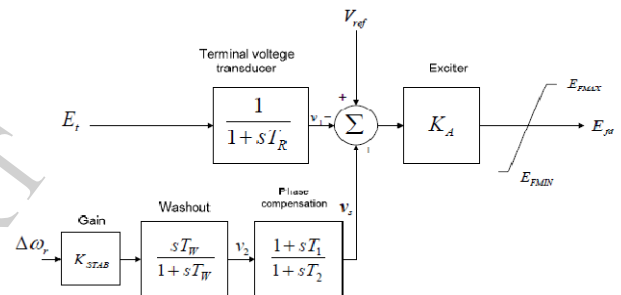 V_ref
Terminal voltege
transducer
Exciter
E_t
1
1+sT_R
v_1
−
+
Σ
K_A
E_FMAX
E_fd
E_FMIN
Phase
compensation
v_s
Washout
Gain
Δω_r
K_STAB
sT_W
1+sT_W
v_2
1+sT_1
1+sT_2